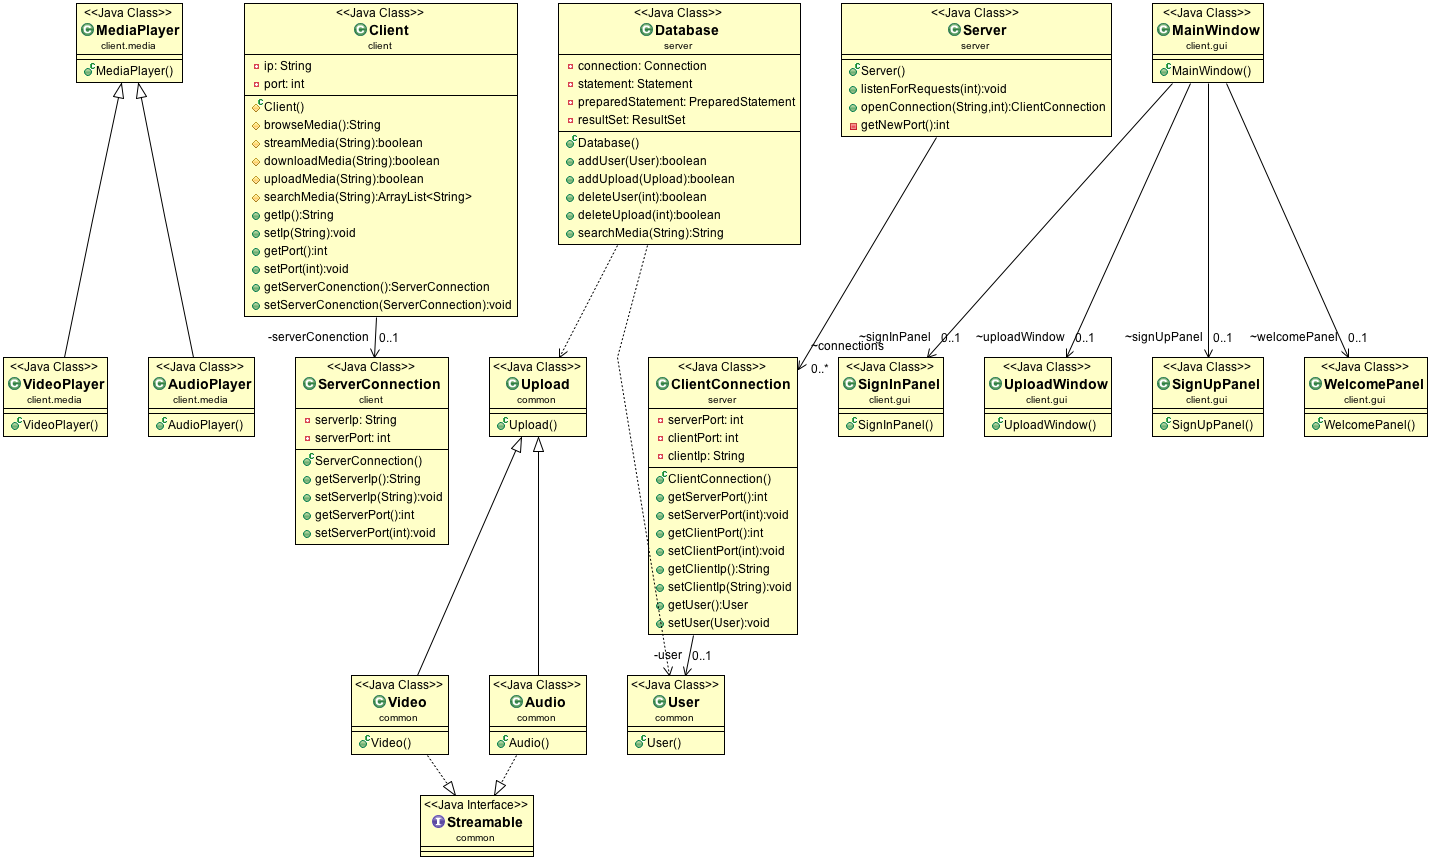 <<Java Class>>
MediaPlayer
client.media
MediaPlayer()
<<Java Class>>
Client
client
ip: String
port: int
Client()
browseMedia():String
streamMedia(String):boolean
downloadMedia(String):boolean
uploadMedia(String):boolean
searchMedia(String):ArrayList<String>
getIp():String
setIp(String):void
getPort():int
setPort(int):void
getServerConenction():ServerConnection
setServerConenction(ServerConnection):void
<<Java Class>>
Database
server
connection: Connection
statement: Statement
preparedStatement: PreparedStatement
resultSet: ResultSet
Database()
addUser(User):boolean
addUpload(Upload):boolean
deleteUser(int):boolean
deleteUpload(int):boolean
searchMedia(String):String
<<Java Class>>
Server
server
Server()
listenForRequests(int):void
openConnection(String,int):ClientConnection
getNewPort():int
<<Java Class>>
MainWindow
client.gui
MainWindow()
-serverConenction 0..1
~connections
0..*
~signInPanel 0..1
~uploadWindow 0..1
~signUpPanel 0..1
~welcomePanel 0..1
<<Java Class>>
VideoPlayer
client.media
VideoPlayer()
<<Java Class>>
AudioPlayer
client.media
AudioPlayer()
<<Java Class>>
ServerConnection
client
serverIp: String
serverPort: int
ServerConnection()
getServerIp():String
setServerIp(String):void
getServerPort():int
setServerPort(int):void
<<Java Class>>
Upload
common
Upload()
<<Java Class>>
ClientConnection
server
serverPort: int
clientPort: int
clientIp: String
ClientConnection()
getServerPort():int
setServerPort(int):void
getClientPort():int
setClientPort(int):void
getClientIp():String
setClientIp(String):void
getUser():User
setUser(User):void
<<Java Class>>
SignInPanel
client.gui
SignInPanel()
<<Java Class>>
UploadWindow
client.gui
UploadWindow()
<<Java Class>>
SignUpPanel
client.gui
SignUpPanel()
<<Java Class>>
WelcomePanel
client.gui
WelcomePanel()
-user 0..1
<<Java Class>>
Video
common
Video()
<<Java Class>>
Audio
common
Audio()
<<Java Class>>
User
common
User()
<<Java Interface>>
Streamable
common